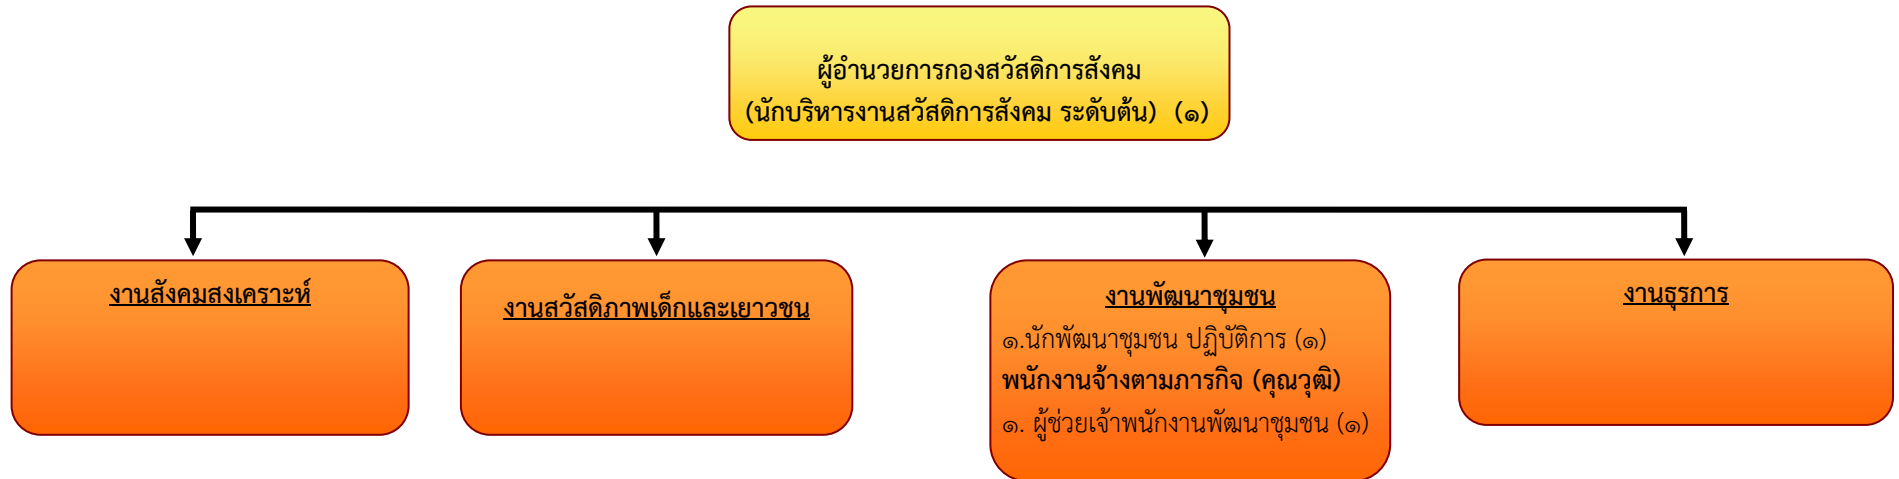 ผู้อำนวยการกองสวัสดิการสังคม
(นักบริหารงานสวัสดิการสังคม ระดับต้น) (๑)
งานสังคมสงเคราะห์
งานสวัสดิภาพเด็กและเยาวชน
งานพัฒนาชุมชน
๑.นักพัฒนาชุมชน ปฏิบัติการ (๑)
พนักงานจ้างตามภารกิจ (คุณวุฒิ)
๑. ผู้ช่วยเจ้าพนักงานพัฒนาชุมชน (๑)
งานธุรการ